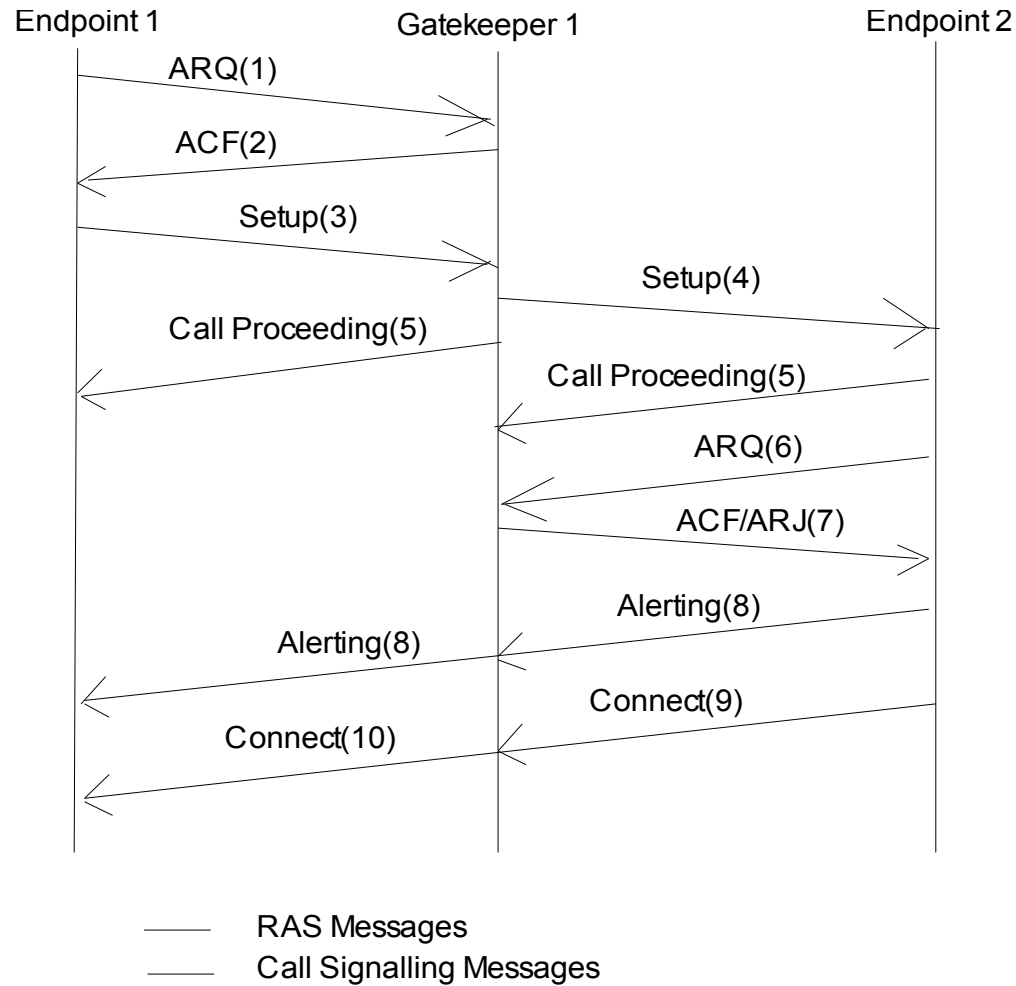 Endpoint 1
Gatekeeper 1
Endpoint 2
ARQ(1)
ACF(2)
Setup(3)
Setup(4)
Call Proceeding(5)
Call Proceeding(5)
ARQ(6)
ACF/ARJ(7)
Alerting(8)
Alerting(8)
Connect(9)
Connect(10)
RAS Messages
Call Signalling Messages